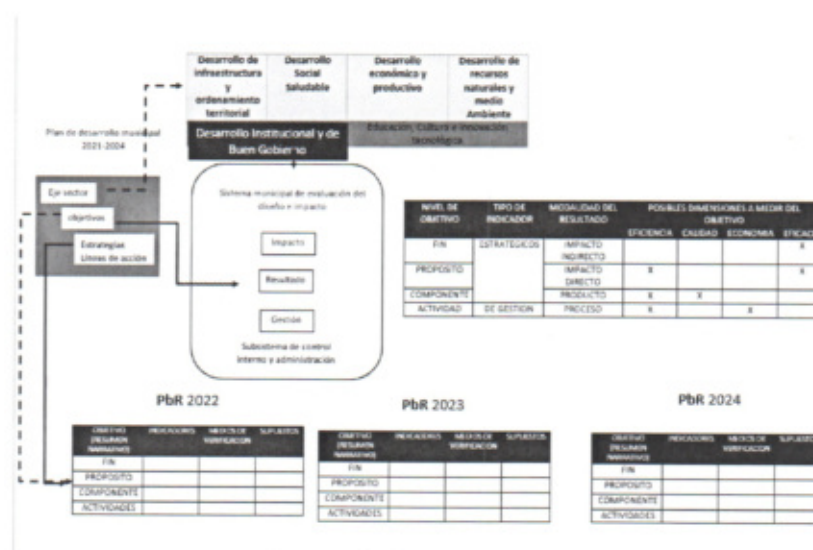 Desarrollo de infraestructura y ordenamiento territorial
Desarrollo Social Saludable
Desarrollo económico y productivo
Desarrollo de recursos naturales y medio Ambiente
Desarrollo Institucional y de Buen Gobierno
Educación, Cultura e innovación tecnológica
Plan de desarrollo municipal
2021-2024
Eje sector
objetivos
Estrategias
Líneas de acción
Sistema municipal de evaluación del
diseño e impacto
Impacto
Resultado
Gestión
Subsistema de control
interno y administración
NIVEL DE OBJETIVO TIPO DE INDICADOR MODALIDAD DEL RESULTADO POSIBLES DIMENSIONES A MEDIR DEL OBJETIVO
EFICIENCIA CALIDAD ECONOMIA EFICAC
FIN ESTRATEGICOS IMPACTO INDIRECTO X
PROPOSITO IMPACTO DIRECTO X X
COMPONENTE PRODUCTO X X
ACTIVIDAD DE GESTION PROCESO X X
PbR 2022
OBJETIVO (RESUMEN NARRATIVO) INDICADORES MEDIOS DE VERIFICACION SUPUESTOS
FIN
PROPOSITO
COMPONENTE
ACTIVIDADES
PbR 2023
OBJETIVO (RESUMEN NARRATIVO) INDICADORES MEDIOS DE VERIFICACION SUPUESTOS
FIN
PROPOSITO
COMPONENTE
ACTIVIDADES
PbR 2024
OBJETIVO (RESUMEN NARRATIVO) INDICADORES MEDIOS DE VERIFICACION SUPUESTO
FIN
PROPOSITO
COMPONENTE
ACTIVIDADES